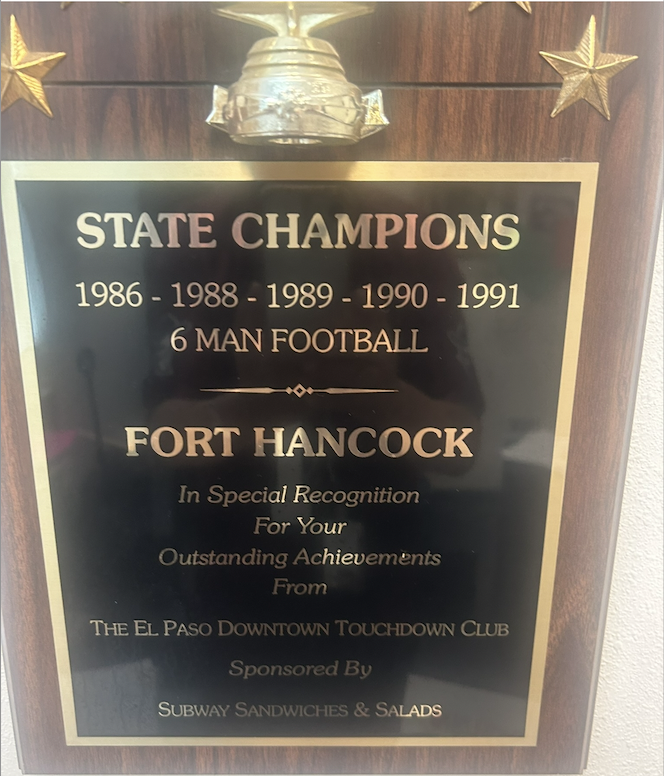 STATE CHAMPIONS
1986 - 1988 - 1989 - 1990 - 1991
6 MAN FOOTBALL
FORT HANCOCK
In Special Recognition
For Your
Outstanding Achievements
From
THE EL PASO DOWNTOWN TOUCHDOWN CLUB
Sponsored By
SUBWAY SANDWICHES & SALADS